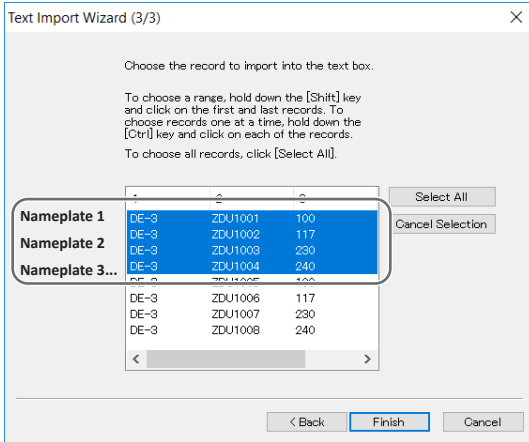 Text Import Wizard (3/3)
Choose the record to import into the text box.
To choose a range, hold down the [Shift] key
and click on the first and last records. To
choose records one at a time, hold down the
[Ctrl] key and click on each of the records.
To choose all records, click [Select All].
Select All
Cancel Selection
Nameplate 1
Nameplate 2
Nameplate 3...
DE-3 ZDU1001 100
DE-3 ZDU1002 117
DE-3 ZDU1003 230
DE-3 ZDU1004 240
DE-3 ZDU1006 117
DE-3 ZDU1007 230
DE-3 ZDU1008 240
< Back Finish Cancel